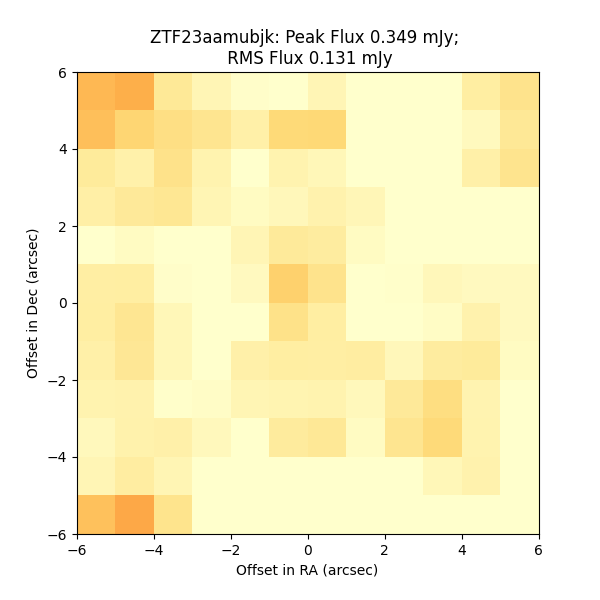 ZTF23aamubjk: Peak Flux 0.349 mJy;
RMS Flux 0.131 mJy
6
4
2
0
−2
−4
−6
Offset in Dec (arcsec)
−6 −4 −2 0 2 4 6
Offset in RA (arcsec)